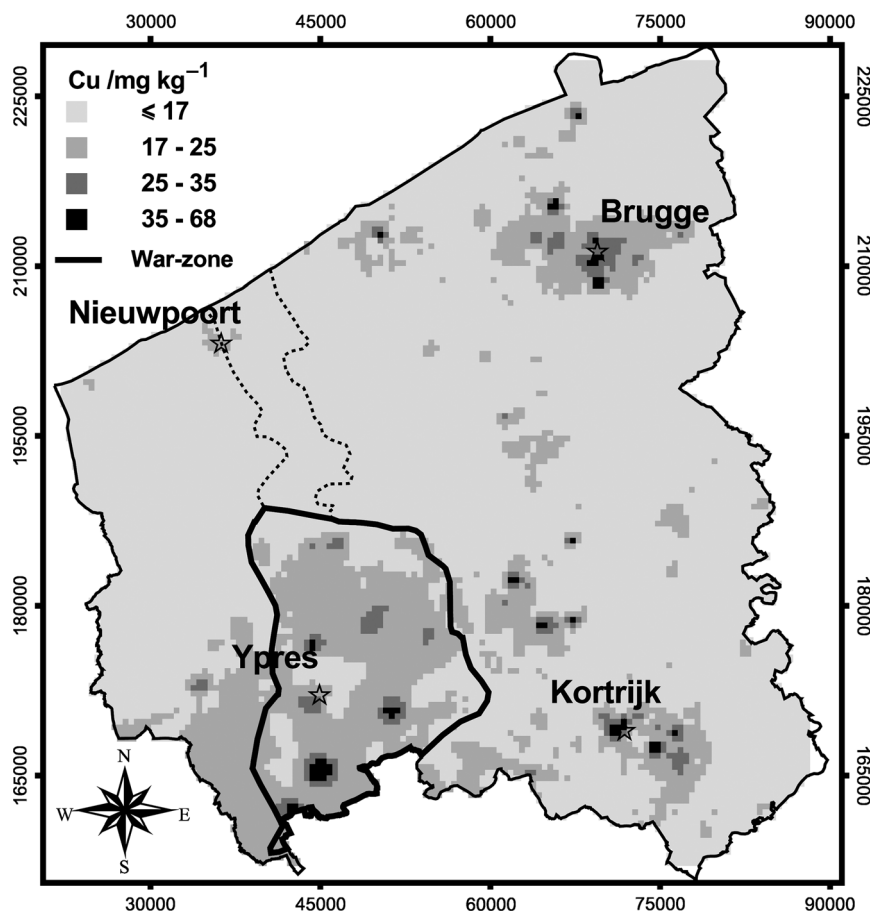 30000 45000 60000 75000 90000
Cu /mg kg⁻¹
≤ 17
17 - 25
25 - 35
35 - 68
War-zone
225000
225000
Brugge
210000
210000
Nieuwpoort
195000
195000
180000
180000
Ypres
Kortrijk
165000
165000
N
W E
S
30000 45000 60000 75000 90000